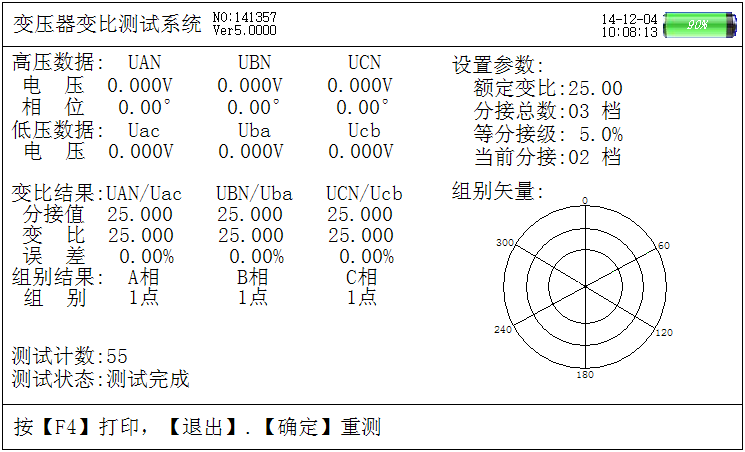 变压器变比测试系统 NO:141357 Ver5.0000 14-12-04 10:08:13 90%
高压数据: UAN UBN UCN
电 压 0.000V 0.000V 0.000V
相 位 0.00° 0.00° 0.00°
低压数据: Uac Uba Ucb
电 压 0.000V 0.000V 0.000V
变比结果:UAN/Uac UBN/Uba UCN/Ucb
分接值 25.000 25.000 25.000
变 比 25.000 25.000 25.000
误 差 0.00% 0.00% 0.00%
组别结果: A相 B相 C相
组 别 1点 1点 1点
测试计数:55
测试状态:测试完成
设置参数:
额定变比:25.00
分接总数:03 档
等分接级: 5.0%
当前分接:02 档
组别矢量:
0
300 60
240 120
180
按【F4】打印, 【退出】.【确定】重测